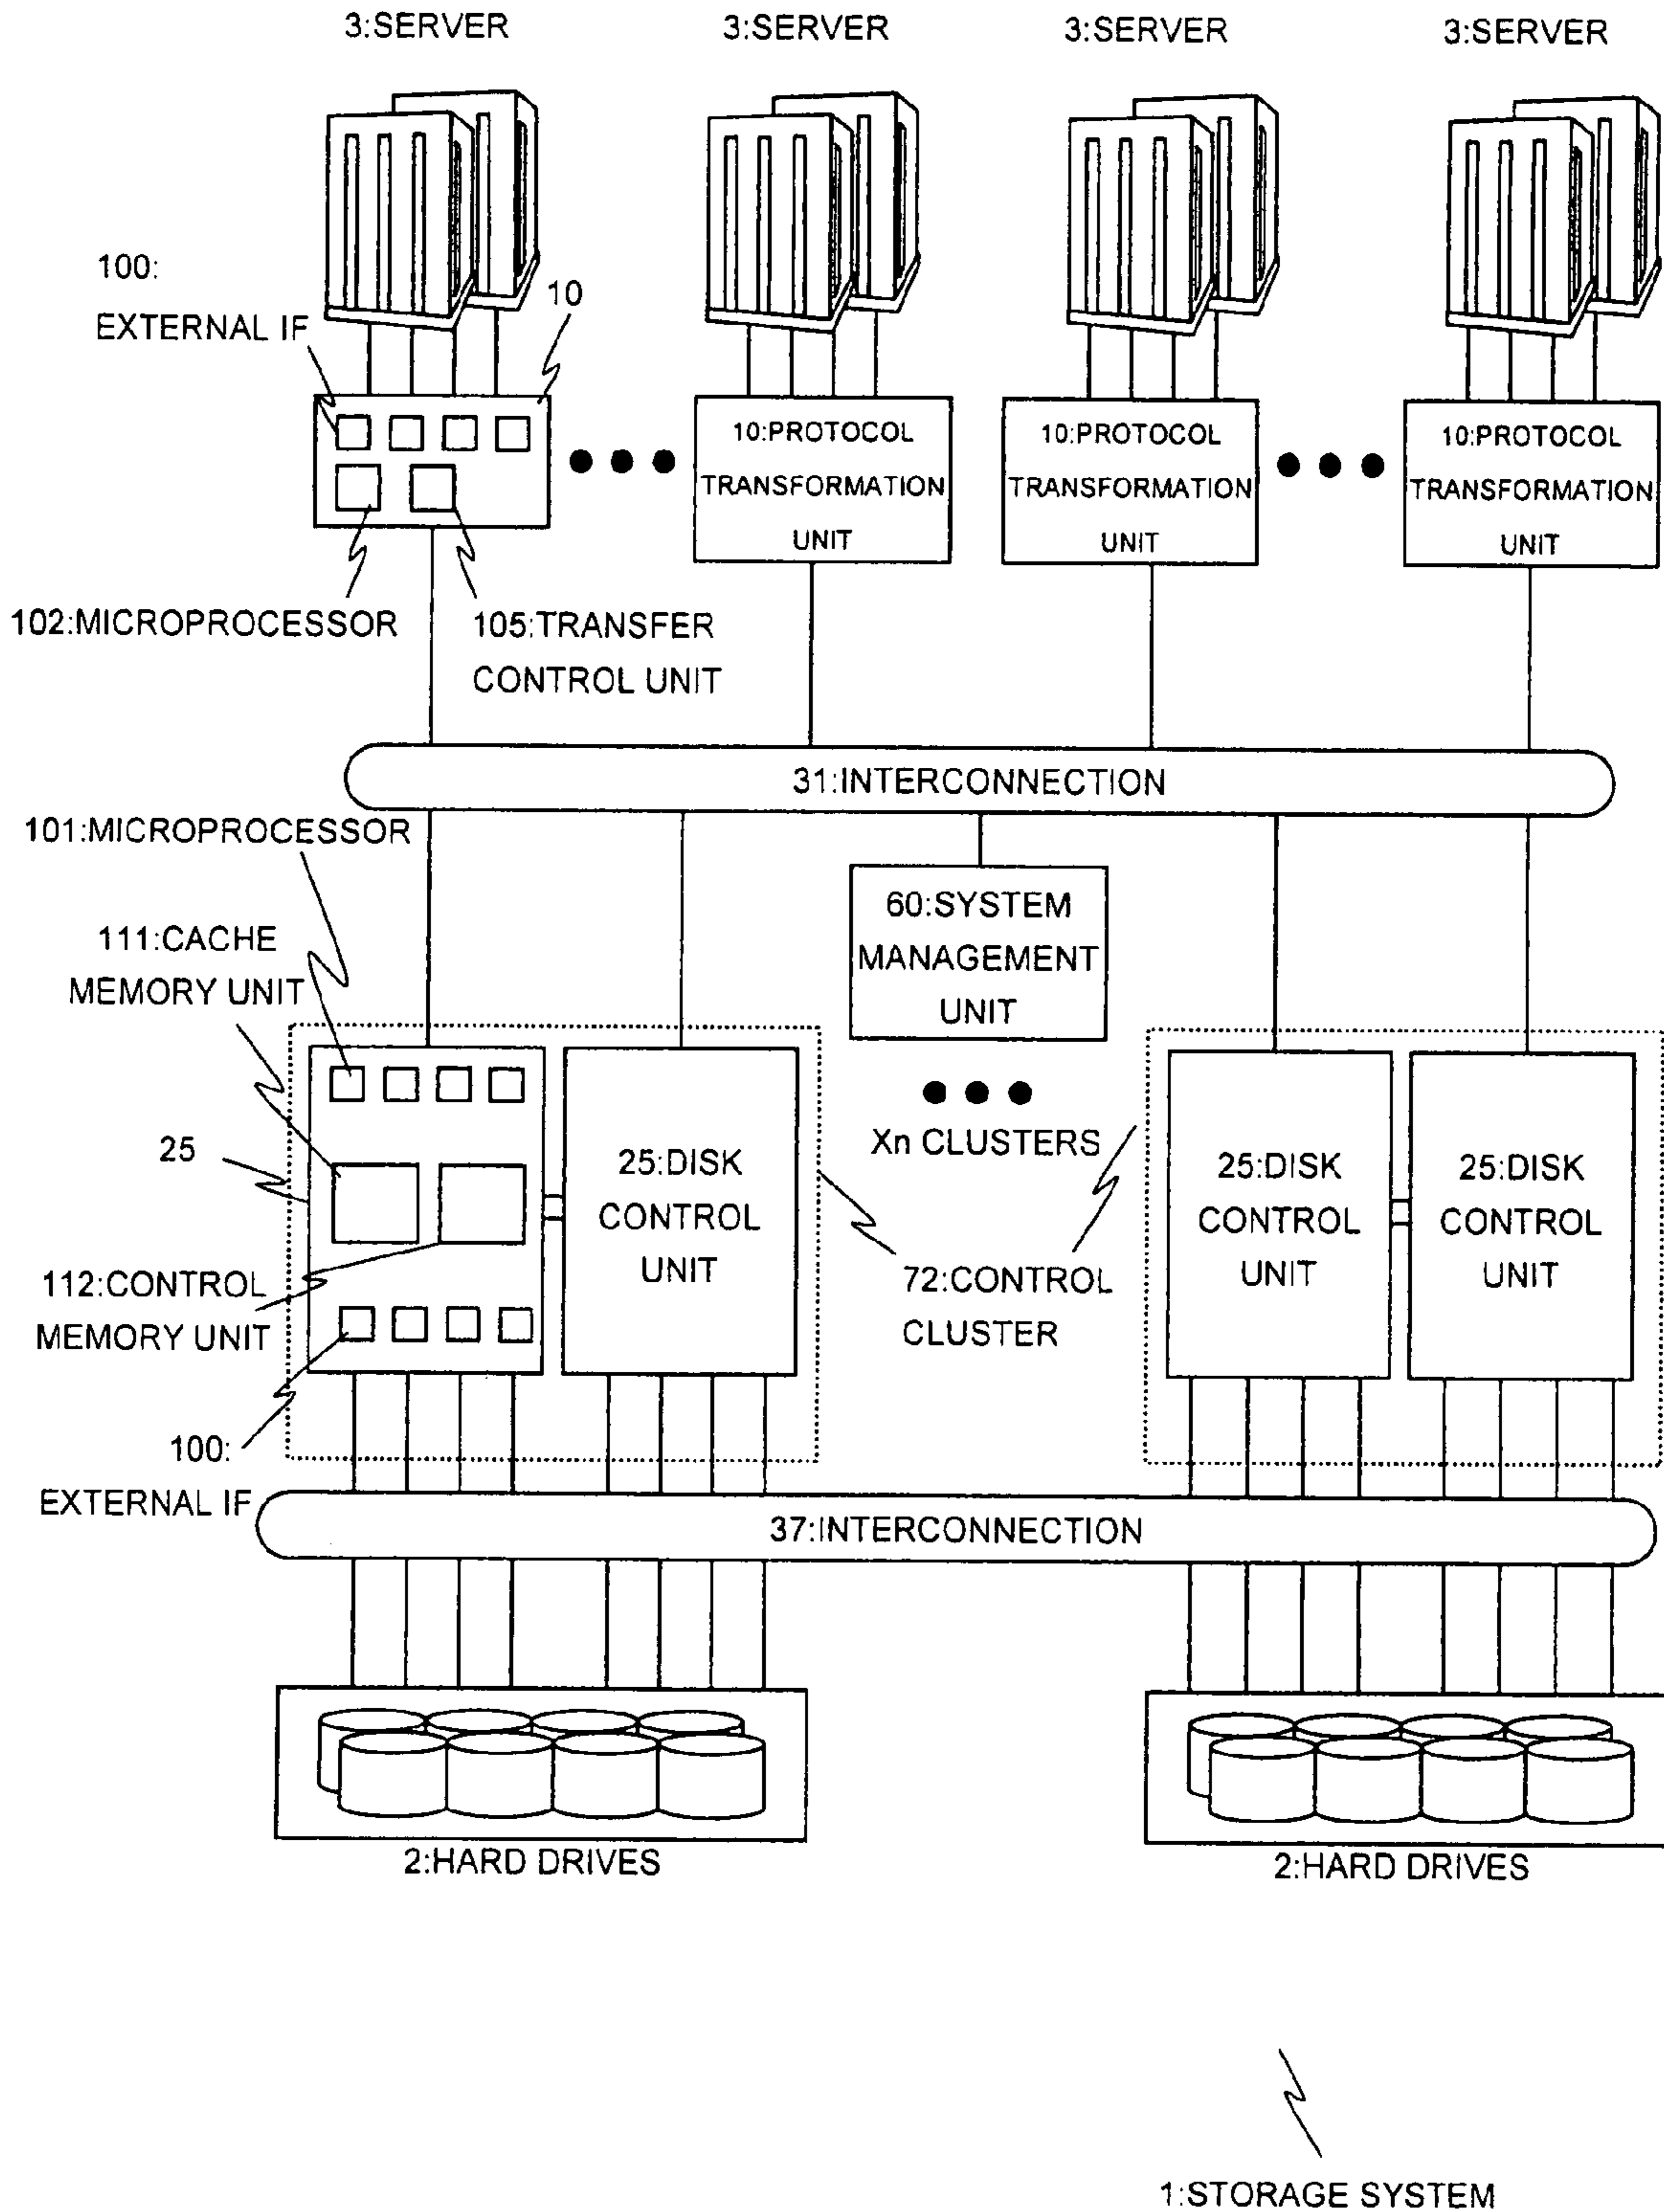 3:SERVER
3:SERVER
3:SERVER
3:SERVER
100:
EXTERNAL IF
10
10:PROTOCOL
TRANSFORMATION
UNIT
10:PROTOCOL
TRANSFORMATION
UNIT
10:PROTOCOL
TRANSFORMATION
UNIT
102:MICROPROCESSOR
105:TRANSFER
CONTROL UNIT
31:INTERCONNECTION
101:MICROPROCESSOR
111:CACHE
MEMORY UNIT
60:SYSTEM
MANAGEMENT
UNIT
25
Xn CLUSTERS
25:DISK
CONTROL
UNIT
25:DISK
CONTROL
UNIT
25:DISK
CONTROL
UNIT
112:CONTROL
MEMORY UNIT
72:CONTROL
CLUSTER
100:
EXTERNAL IF
37:INTERCONNECTION
2:HARD DRIVES
2:HARD DRIVES
1:STORAGE SYSTEM